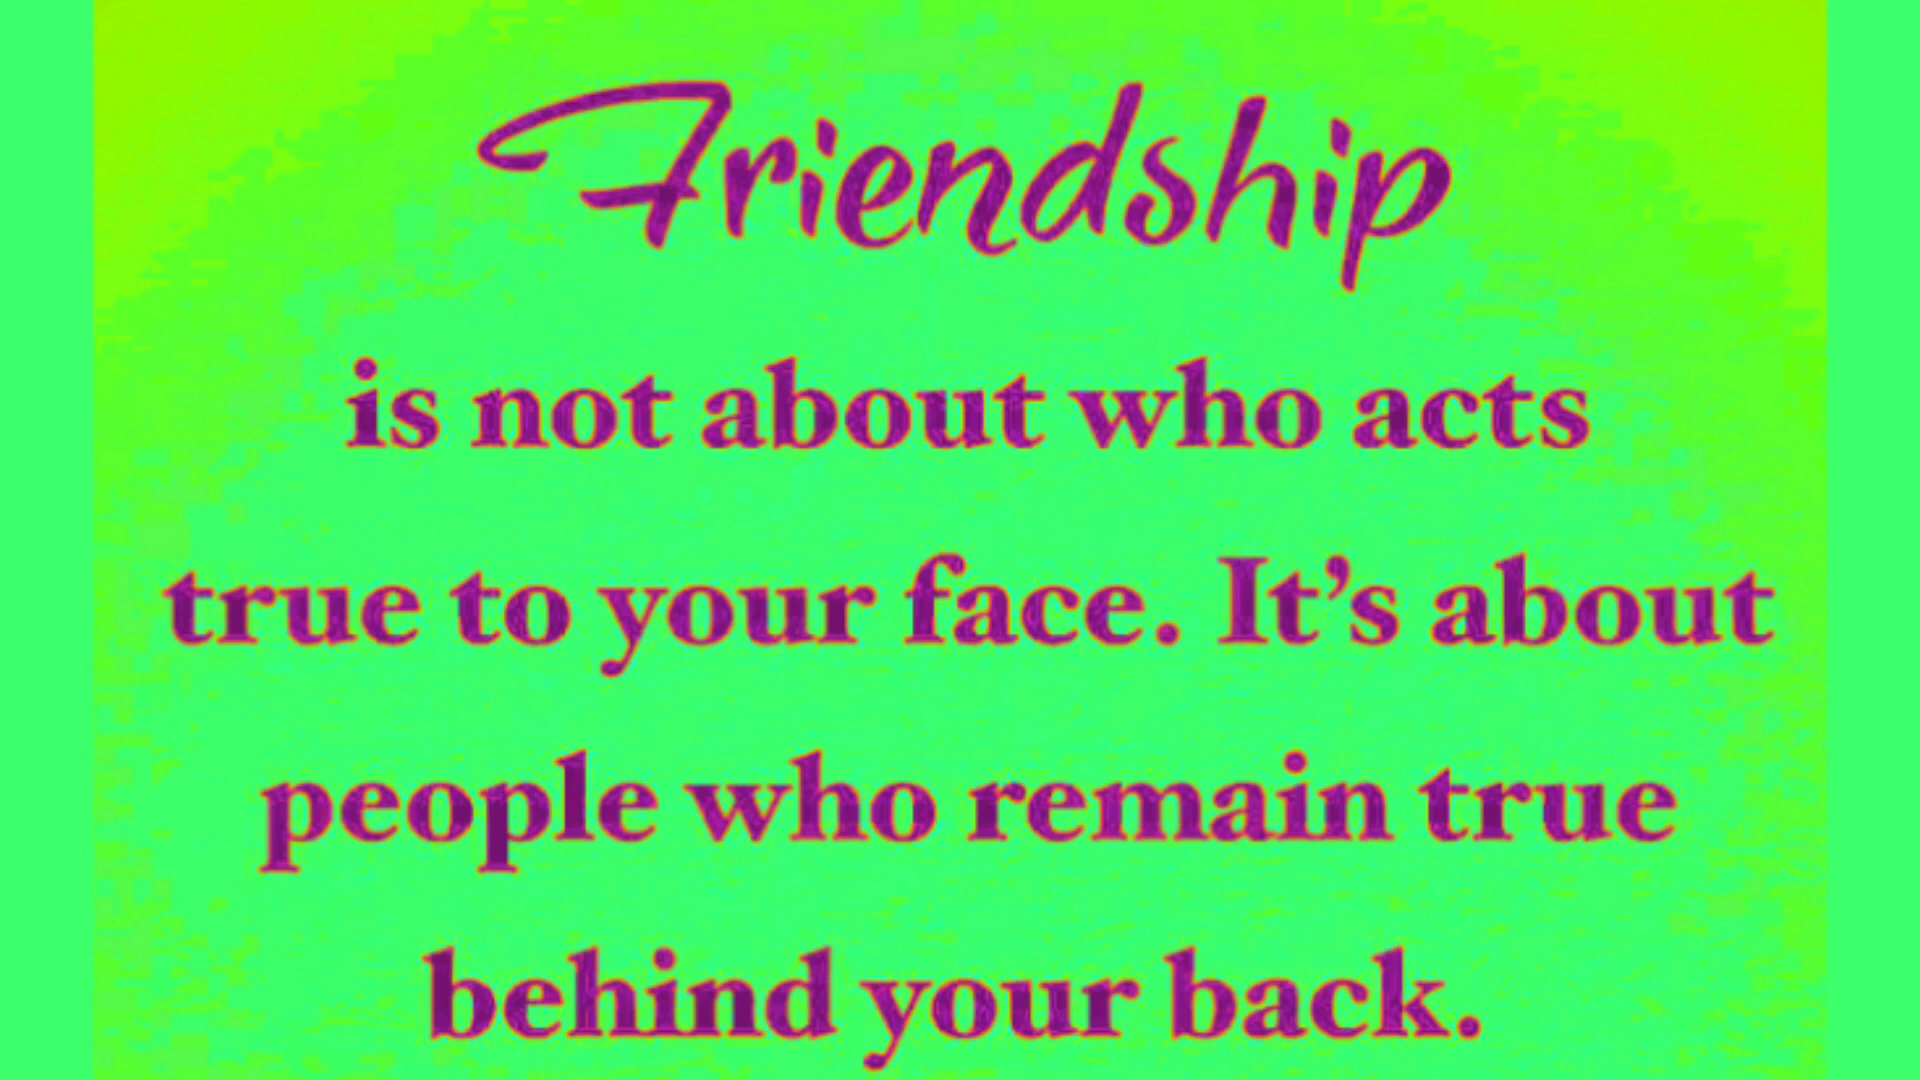 Friendship
is not about who acts
true to your face. It’s about
people who remain true
behind your back.